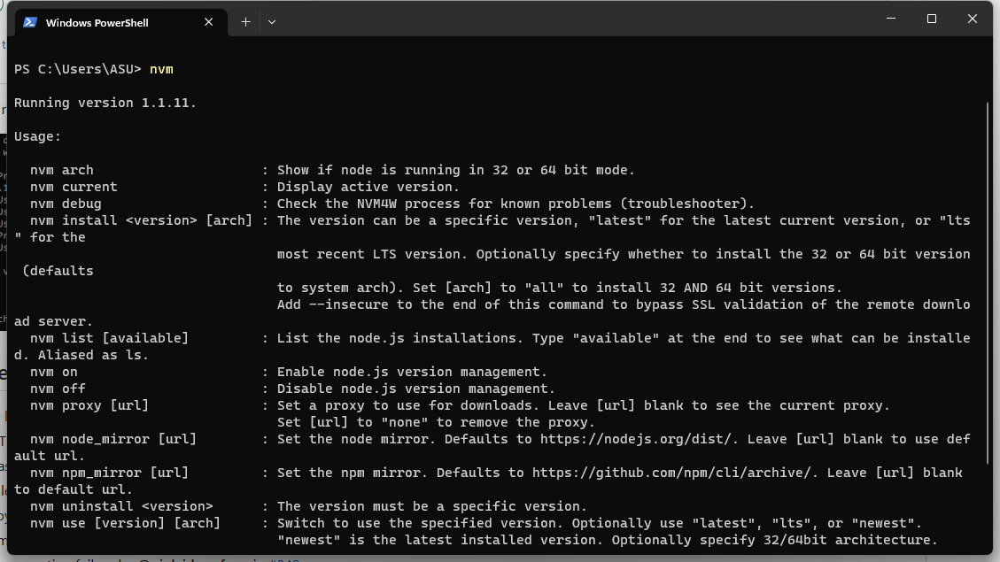 Windows PowerShell
PS C:\Users\ASU> nvm
Running version 1.1.11.
Usage:
nvm arch : Show if node is running in 32 or 64 bit mode.
nvm current : Display active version.
nvm debug : Check the NVM4W process for known problems (troubleshooter).
nvm install <version> [arch] : The version can be a specific version, "latest" for the latest current version, or "lts
" for the
most recent LTS version. Optionally specify whether to install the 32 or 64 bit version
(defaults
to system arch). Set [arch] to "all" to install 32 AND 64 bit versions.
Add --insecure to the end of this command to bypass SSL validation of the remote downlo
ad server.
nvm list [available] : List the node.js installations. Type "available" at the end to see what can be installe
d. Aliased as ls.
nvm on : Enable node.js version management.
nvm off : Disable node.js version management.
nvm proxy [url] : Set a proxy to use for downloads. Leave [url] blank to see the current proxy.
Set [url] to "none" to remove the proxy.
nvm node_mirror [url] : Set the node mirror. Defaults to https://nodejs.org/dist/. Leave [url] blank to use def
ault url.
nvm npm_mirror [url] : Set the npm mirror. Defaults to https://github.com/npm/cli/archive/. Leave [url] blank
to default url.
nvm uninstall <version> : The version must be a specific version.
nvm use [version] [arch] : Switch to use the specified version. Optionally use "latest", "lts", or "newest".
"newest" is the latest installed version. Optionally specify 32/64bit architecture.